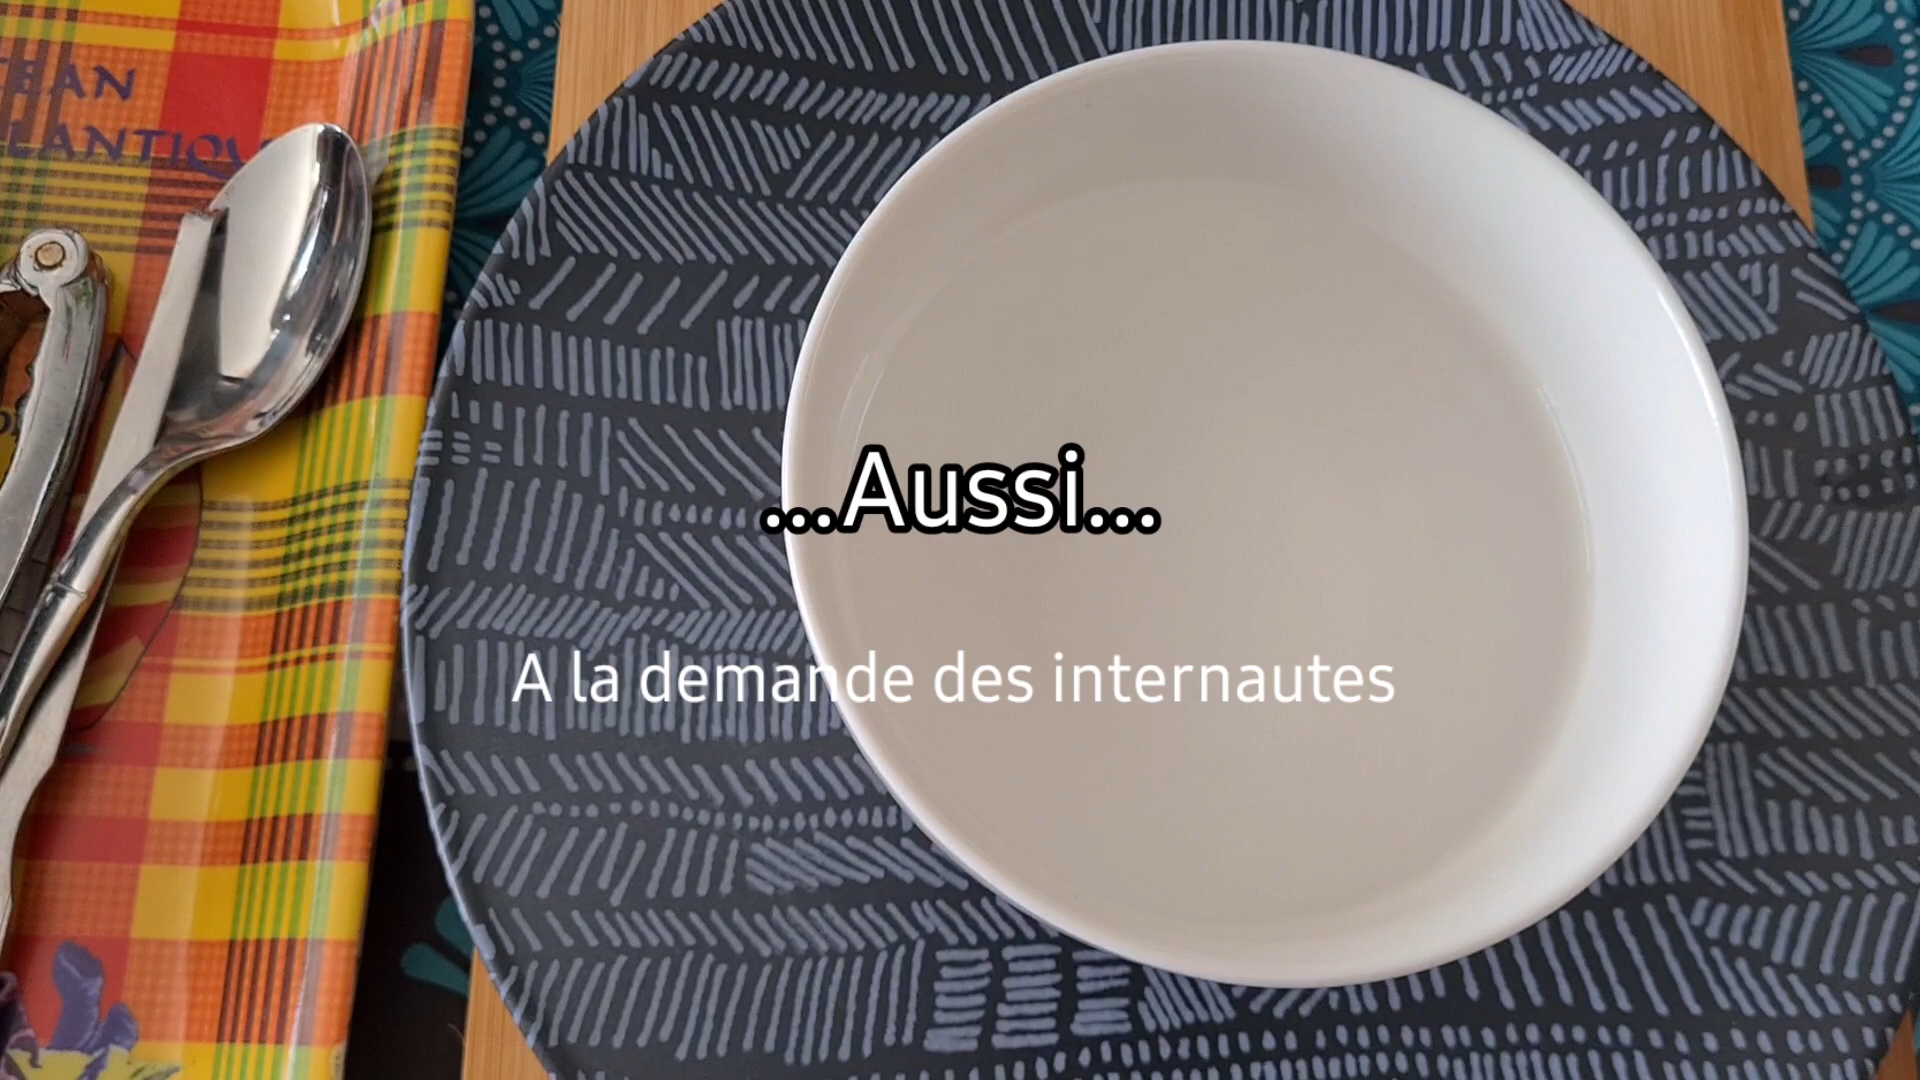 ...Aussi...
A la demande des internautes